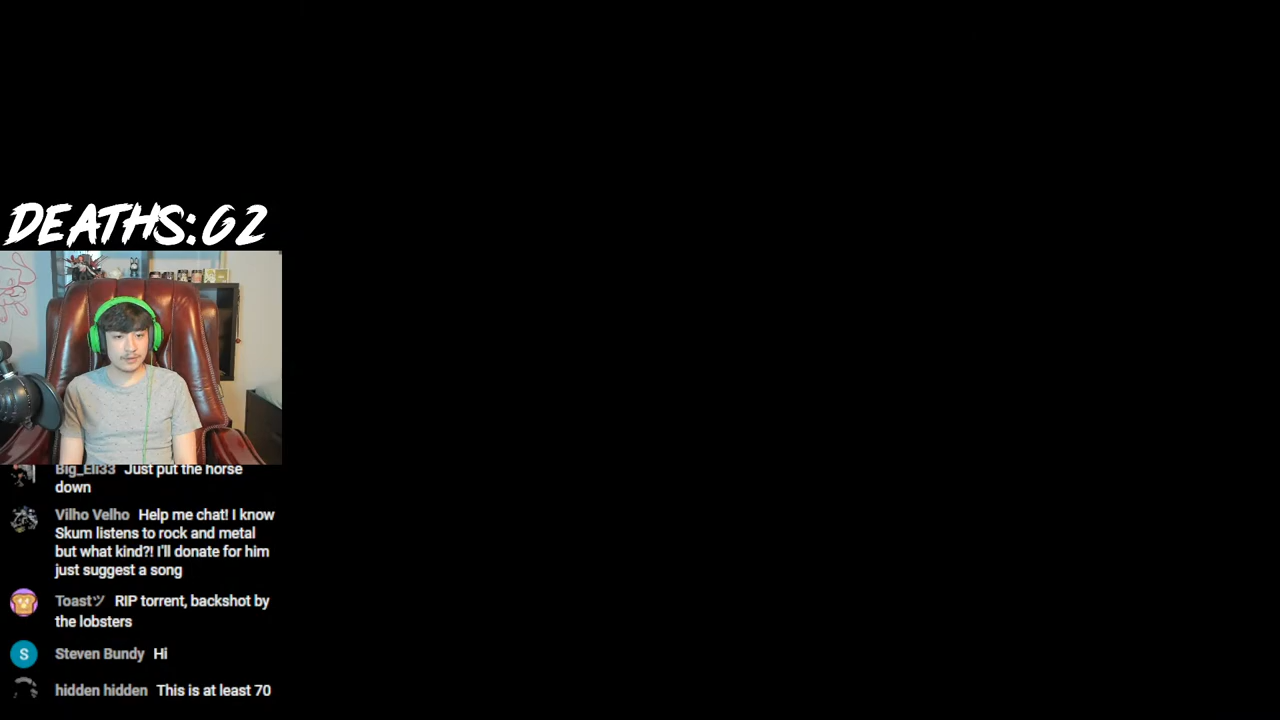 DEATHS:62
Big_Eli33 Just put the horse
down
Vilho Velho Help me chat! I know
Skum listens to rock and metal
but what kind?! I'll donate for him
just suggest a song
Toastツ RIP torrent, backshot by
the lobsters
S
Steven Bundy Hi
hidden hidden This is at least 70